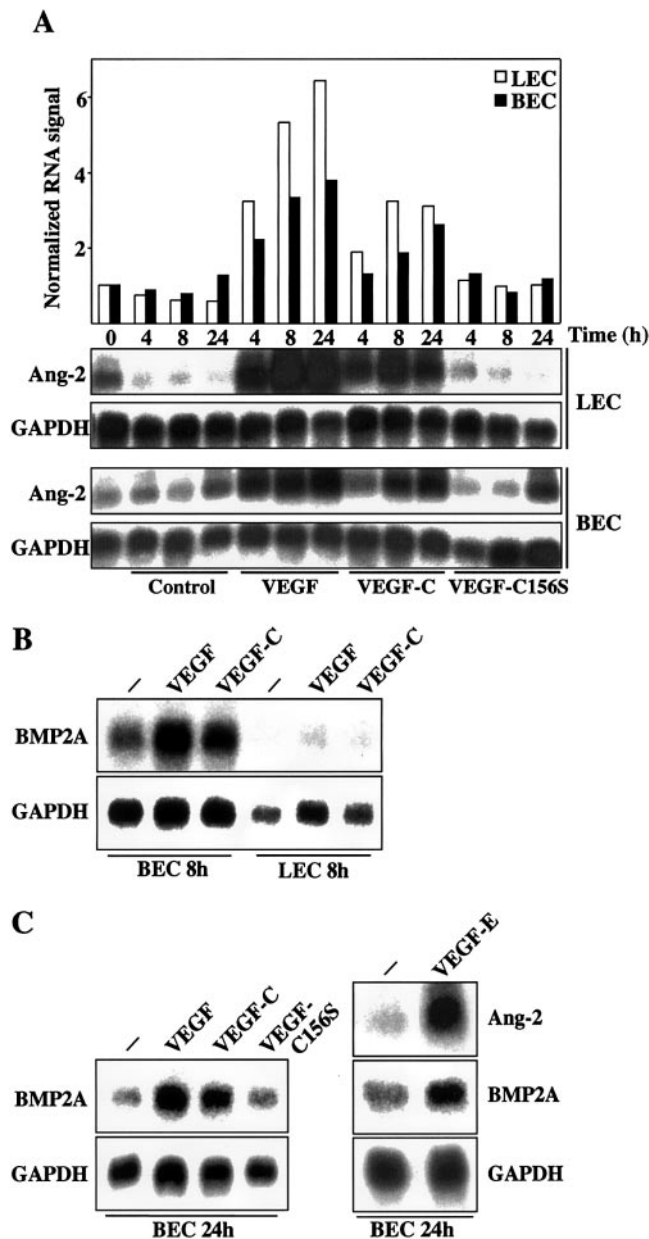 A
Normalized RNA signal
6
4
2
LEC
BEC
0 4 8 24 4 8 24 4 8 24 4 8 24 Time (h)
Ang-2
GAPDH
LEC
Ang-2
GAPDH
BEC
Control VEGF VEGF-C VEGF-C156S
B
– VEGF VEGF-C – VEGF VEGF-C
BMP2A
GAPDH
BEC 8h LEC 8h
C
– VEGF VEGF-C VEGF-
C156S
BMP2A
GAPDH
BEC 24h
– VEGF-E
Ang-2
BMP2A
GAPDH
BEC 24h